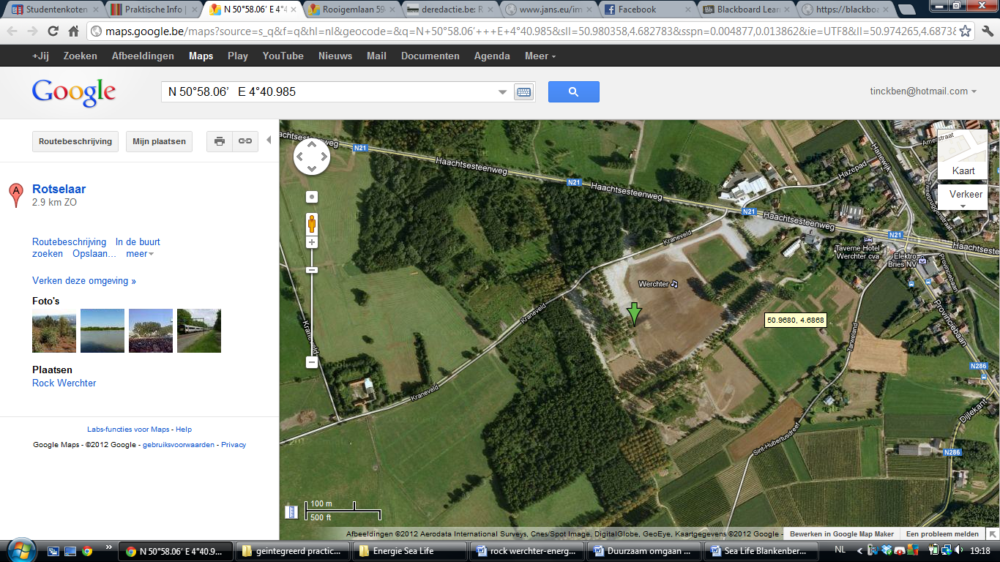 Studentenkoten
Praktische Info |
N 50°58.06' E 4°4
Rooigemlaan 59
deredactie.be: R
www.jans.eu/im
Facebook
Blackboard Lear
https://blackboa
maps.google.be/maps?source=s_q&f=q&hl=nl&geocode=&q=N+50°58.06'+++E+4°40.985&sll=50.980358,4.682783&sspn=0.004877,0.013862&ie=UTF8&ll=50.974265,4.6873&
+Jij Zoeken Afbeeldingen Maps Play YouTube Nieuws Mail Documenten Agenda Meer
Google
N 50°58.06' E 4°40.985
tinckben@hotmail.com
Routebeschrijving Mijn plaatsen
A Rotselaar
2.9 km ZO
Routebeschrijving In de buurt
zoeken Opslaan... meer
Verken deze omgeving »
Foto's
Plaatsen
Rock Werchter
Labs-functies voor Maps - Help
Google Maps - ©2012 Google - gebruiksvoorwaarden - Privacy
Haachtsesteenweg
N21
Haachtsesteenweg
N21
Haachtsesteenweg
N21
Haachtsesteenweg
N21
Haachtseste
Amerstraat
Hanewijk
Hazepad
Tweebruggenstraat
Kaart
Verkeer
Kraneveld
Kraneveld
Kraneveld
Kraneveld
Werchter
50.9680, 4.6868
Taverne Hotel
Werchter cva
Elektro
Bries NV
Provinciebaan
Provinciebaan
Tarweland
N286
Dijlekant
N286
Sint-Hubertusdreef
100 m
500 ft
Afbeeldingen ©2012 Aerodata International Surveys, Cnes/Spot Image, DigitalGlobe, GeoEye, Kaartgegevens ©2012 Google -
Bewerken in Google Map Maker
Een probleem melden
N 50°58.06' E 4°40.9...
geintegreerd practic...
Energie Sea Life
rock werchter-energ...
Duurzaam omgaan ...
Sea Life Blankenber...
NL
19:18